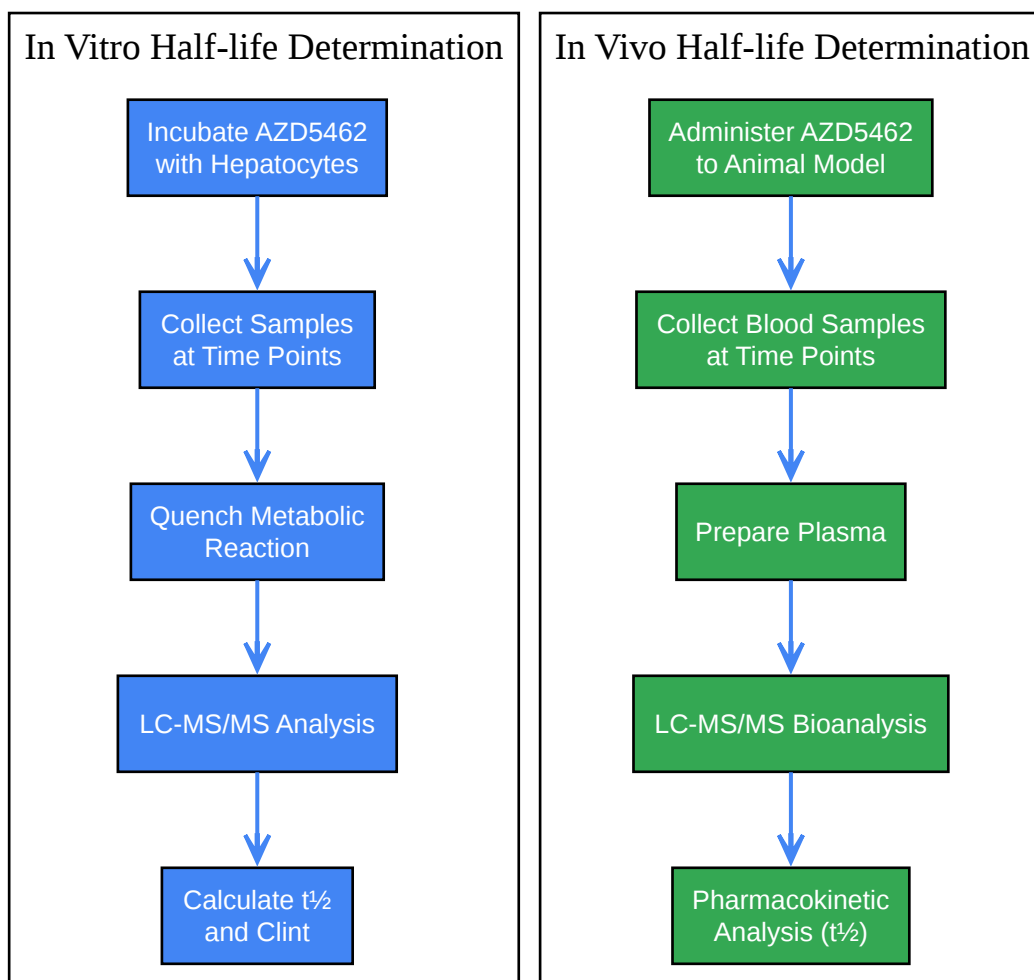 In Vitro Half-life Determination
Incubate AZD5462
with Hepatocytes
Collect Samples
at Time Points
Quench Metabolic
Reaction
LC-MS/MS Analysis
Calculate t½
and Clint
In Vivo Half-life Determination
Administer AZD5462
to Animal Model
Collect Blood Samples
at Time Points
Prepare Plasma
LC-MS/MS Bioanalysis
Pharmacokinetic
Analysis (t½)